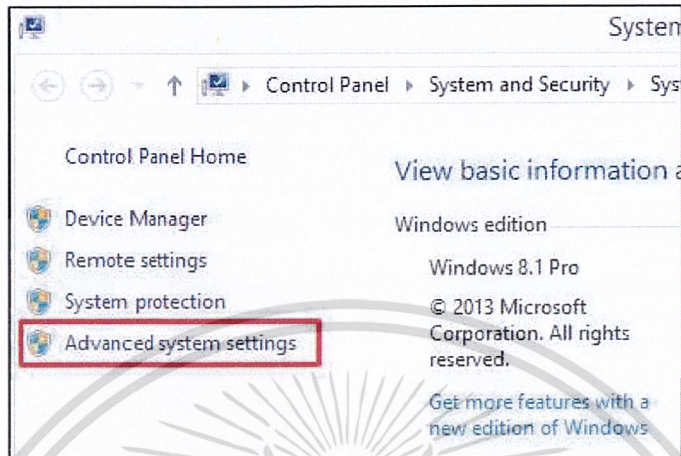 System
Control Panel ▸ System and Security ▸ Sys
Control Panel Home
Device Manager
Remote settings
System protection
Advanced system settings
View basic information a
Windows edition
Windows 8.1 Pro
© 2013 Microsoft
Corporation. All rights
reserved.
Get more features with a
new edition of Windows